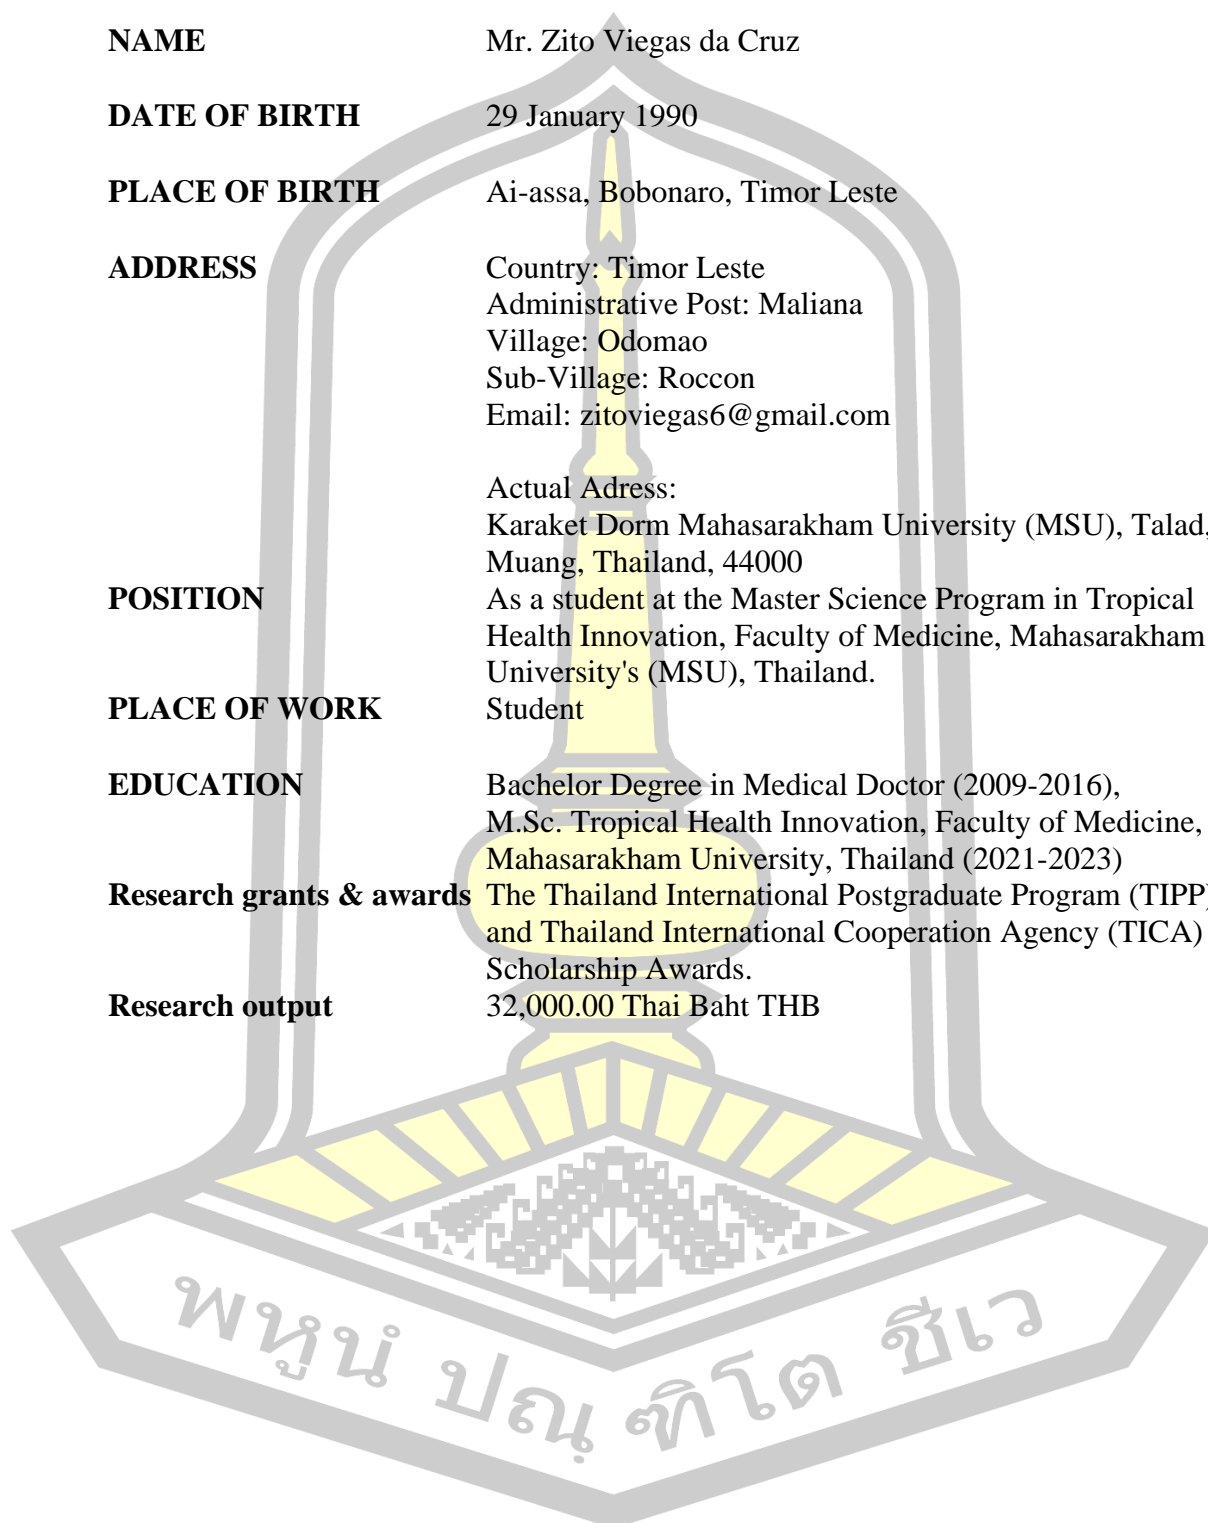 NAME Mr. Zito Viegas da Cruz
DATE OF BIRTH 29 January 1990
PLACE OF BIRTH Ai-assa, Bobonaro, Timor Leste
ADDRESS Country: Timor Leste
Administrative Post: Maliana
Village: Odomao
Sub-Village: Roccon
Email: zitoviegas6@gmail.com
Actual Adress:
Karaket Dorm Mahasarakham University (MSU), Talad,
Muang, Thailand, 44000
POSITION As a student at the Master Science Program in Tropical
Health Innovation, Faculty of Medicine, Mahasarakham
University's (MSU), Thailand.
PLACE OF WORK Student
EDUCATION Bachelor Degree in Medical Doctor (2009-2016),
M.Sc. Tropical Health Innovation, Faculty of Medicine,
Mahasarakham University, Thailand (2021-2023)
Research grants & awards The Thailand International Postgraduate Program (TIPP)
and Thailand International Cooperation Agency (TICA)
Scholarship Awards.
Research output 32,000.00 Thai Baht THB
พหูนํ ปณฺฑิโต ชีเว